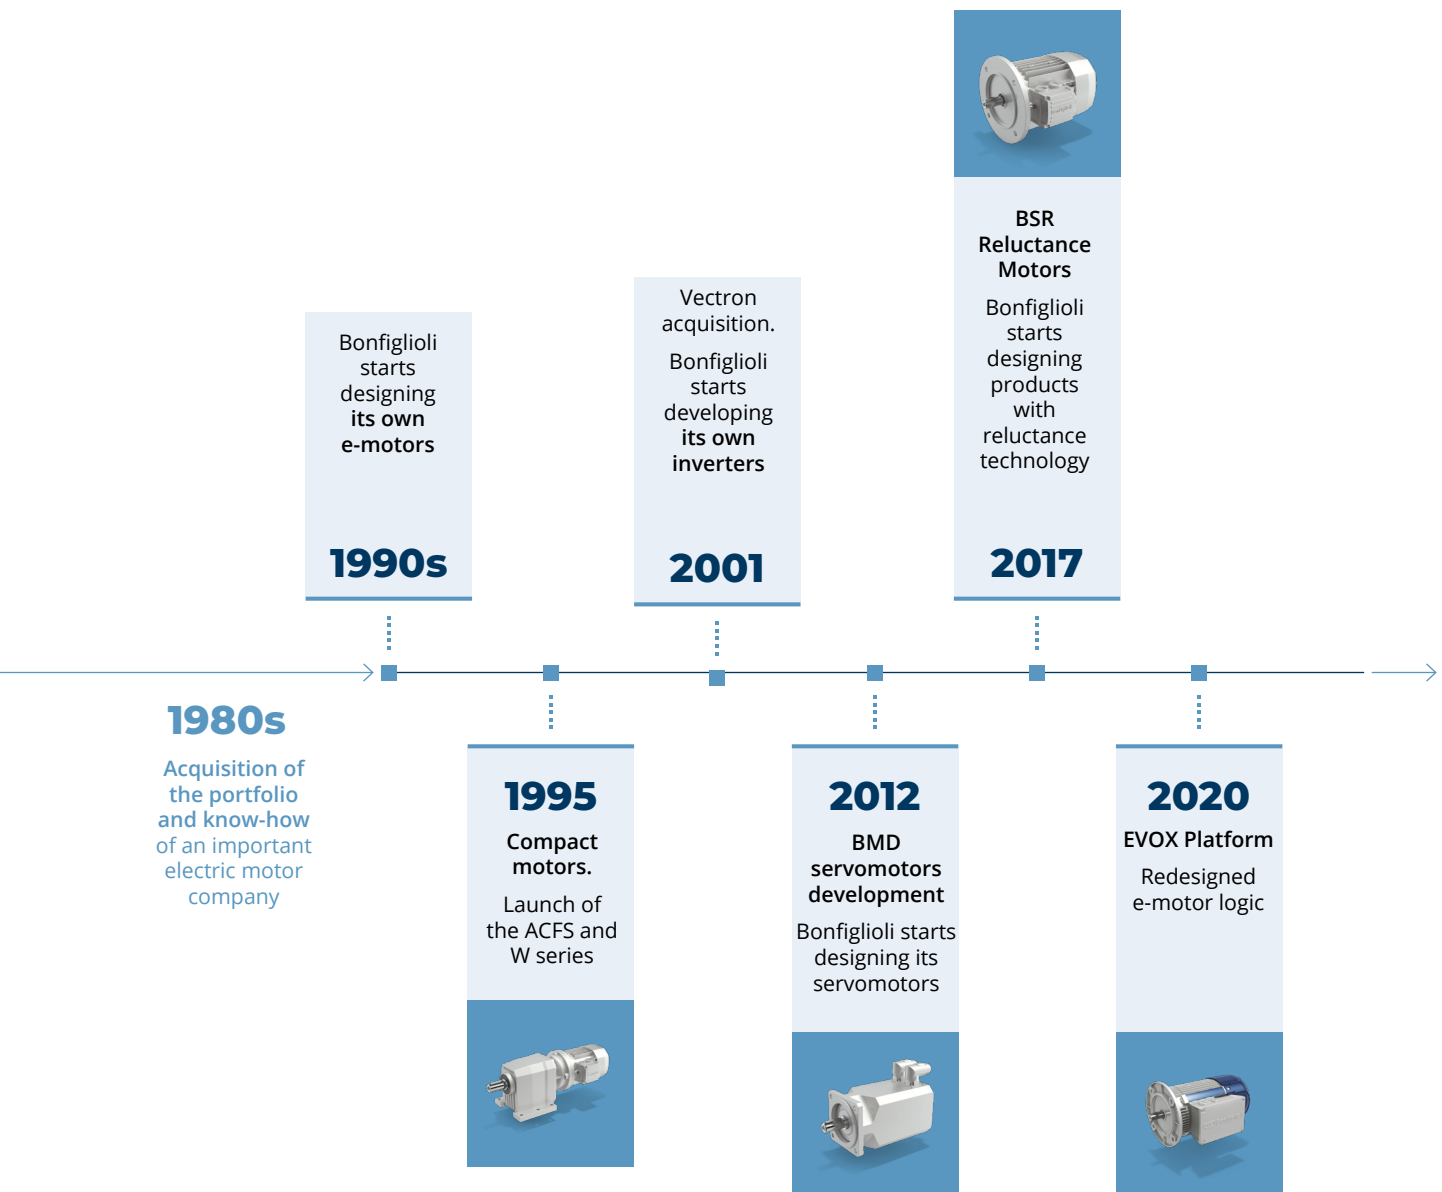 1980s
Acquisition of
the portfolio
and know-how
of an important
electric motor
company
Bonfiglioli
starts
designing
its own
e-motors
1990s
1995
Compact
motors.
Launch of
the ACFS and
W series
Vectron
acquisition.
Bonfiglioli
starts
developing
its own
inverters
2001
2012
BMD
servomotors
development
Bonfiglioli starts
designing its
servomotors
BSR
Reluctance
Motors
Bonfiglioli
starts
designing
products
with
reluctance
technology
2017
2020
EVOX Platform
Redesigned
e-motor logic